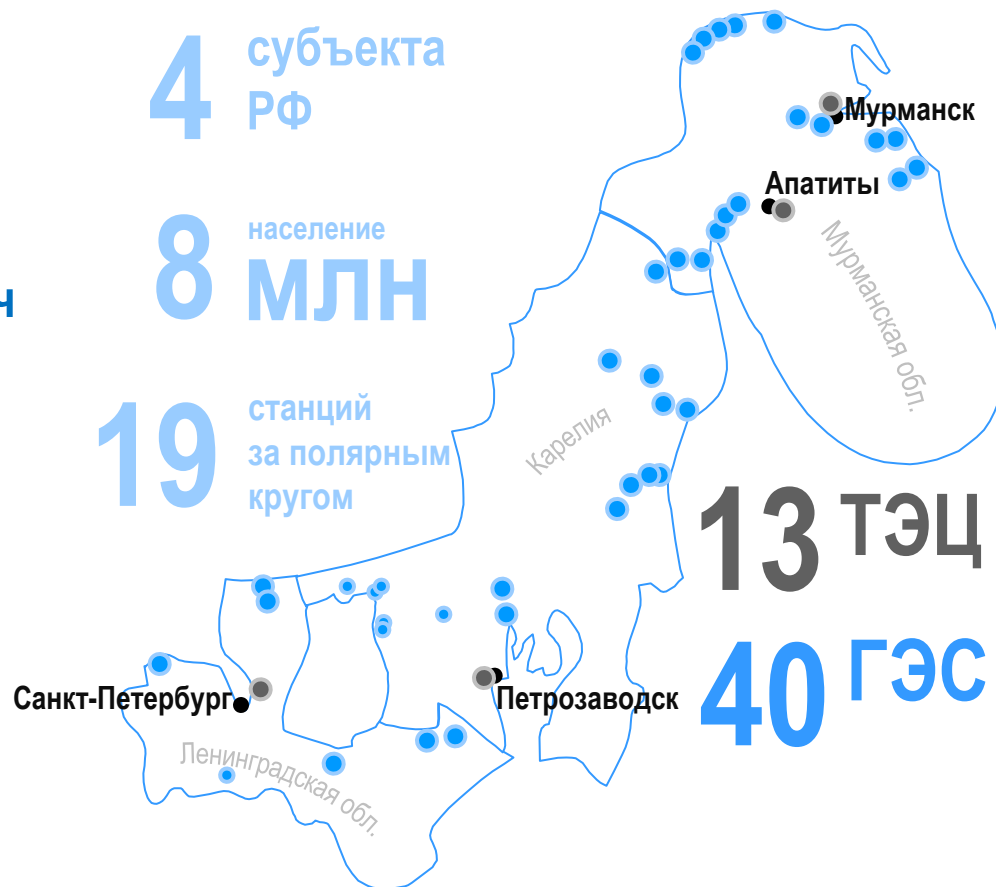 4 субъекта
РФ
8 население
млн
ч
19 станций
за полярным
кругом
Мурманск
Апатиты
Мурманская обл.
Карелия
13 ТЭЦ
40 ГЭС
Санкт-Петербург
Петрозаводск
Ленинградская обл.